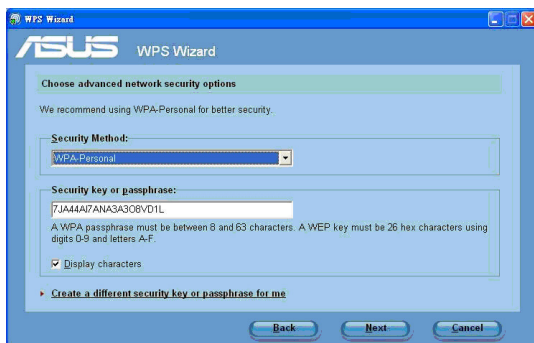 WPS Wizard
ASUS WPS Wizard
Choose advanced network security options
We recommend using WPA-Personal for better security.
Security Method:
WPA-Personal
Security key or passphrase:
7JA44AI7ANA3A3O8VD1L
A WPA passphrase must be between 8 and 63 characters. A WEP key must be 26 hex characters using
digits 0-9 and letters A-F.
Display characters
Create a different security key or passphrase for me
Back Next Cancel